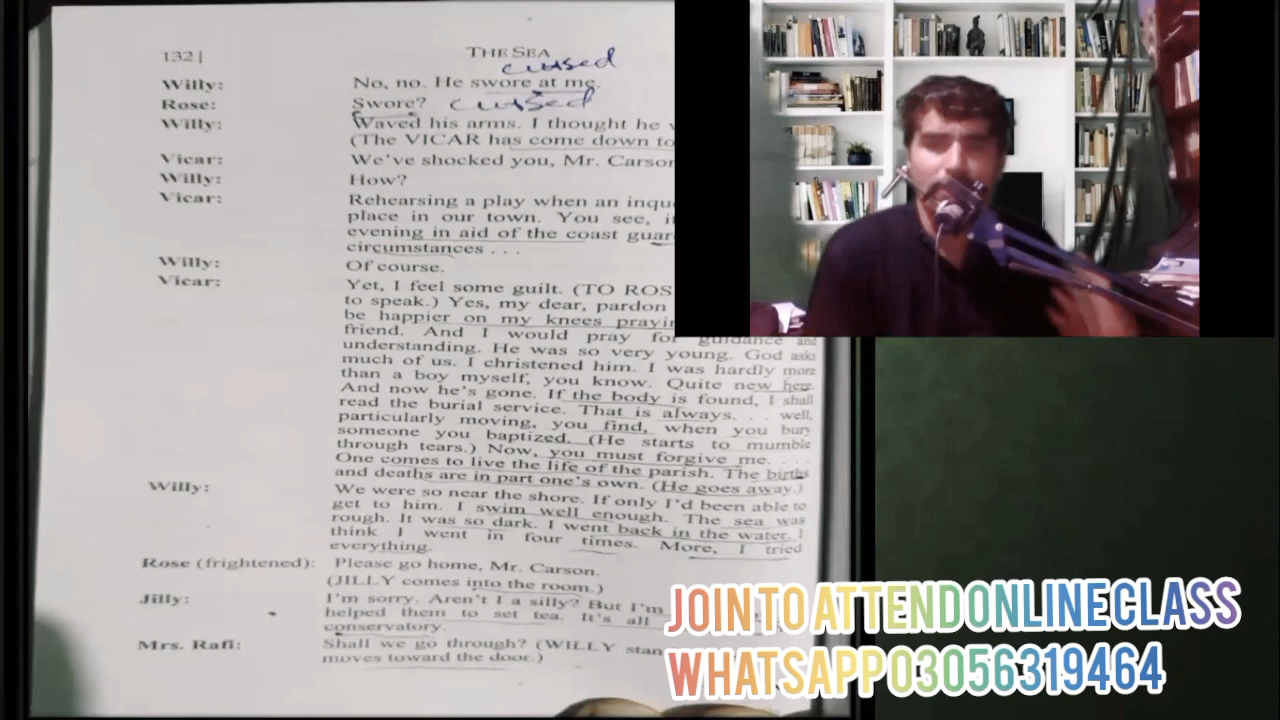 132|
THE SEA
cussed
Willy: No, no. He swore at me.
Rose: Swore? cussed
Willy: Waved his arms. I thought he
(The VICAR has come down to
Vicar: We've shocked you, Mr. Carson
Willy: How?
Vicar: Rehearsing a play when an
place in our town. You see,
evening in aid of the coast
circumstances . . .
Willy: Of course.
Vicar: Yet, I feel some guilt. (TO
to speak.) Yes, my dear, pardon
be happier on my knees
friend. And I would pray for guidance and
understanding. He was so very young. God asks
much of us. I christened him. I was hardly more
than a boy myself, you know. Quite new here.
And now he's gone. If the body is found, I shall
read the burial service. That is always. . . well,
particularly moving, you find, when you bury
someone you baptized. (He starts to mumble
through tears.) Now, you must forgive me. . . .
One comes to live the life of the parish. The births
and deaths are in part one's own. (He goes away.)
Willy: We were so near the shore. If only I'd been able to
get to him. I swim well enough. The sea was
rough. It was so dark. I went back in the water. I
think I went in four times. More, I tried
everything.
Rose (frightened): Please go home, Mr. Carson.
(JILLY comes into the room.)
Jilly: I'm sorry. Aren't I a silly? But I'm
helped them to set tea. It's all
conservatory.
Mrs. Rafi: Shall we go through? (WILLY
moves toward the door.)
JOIN TO ATTEND ONLINE CLASS
WHATSAPP 03056319464